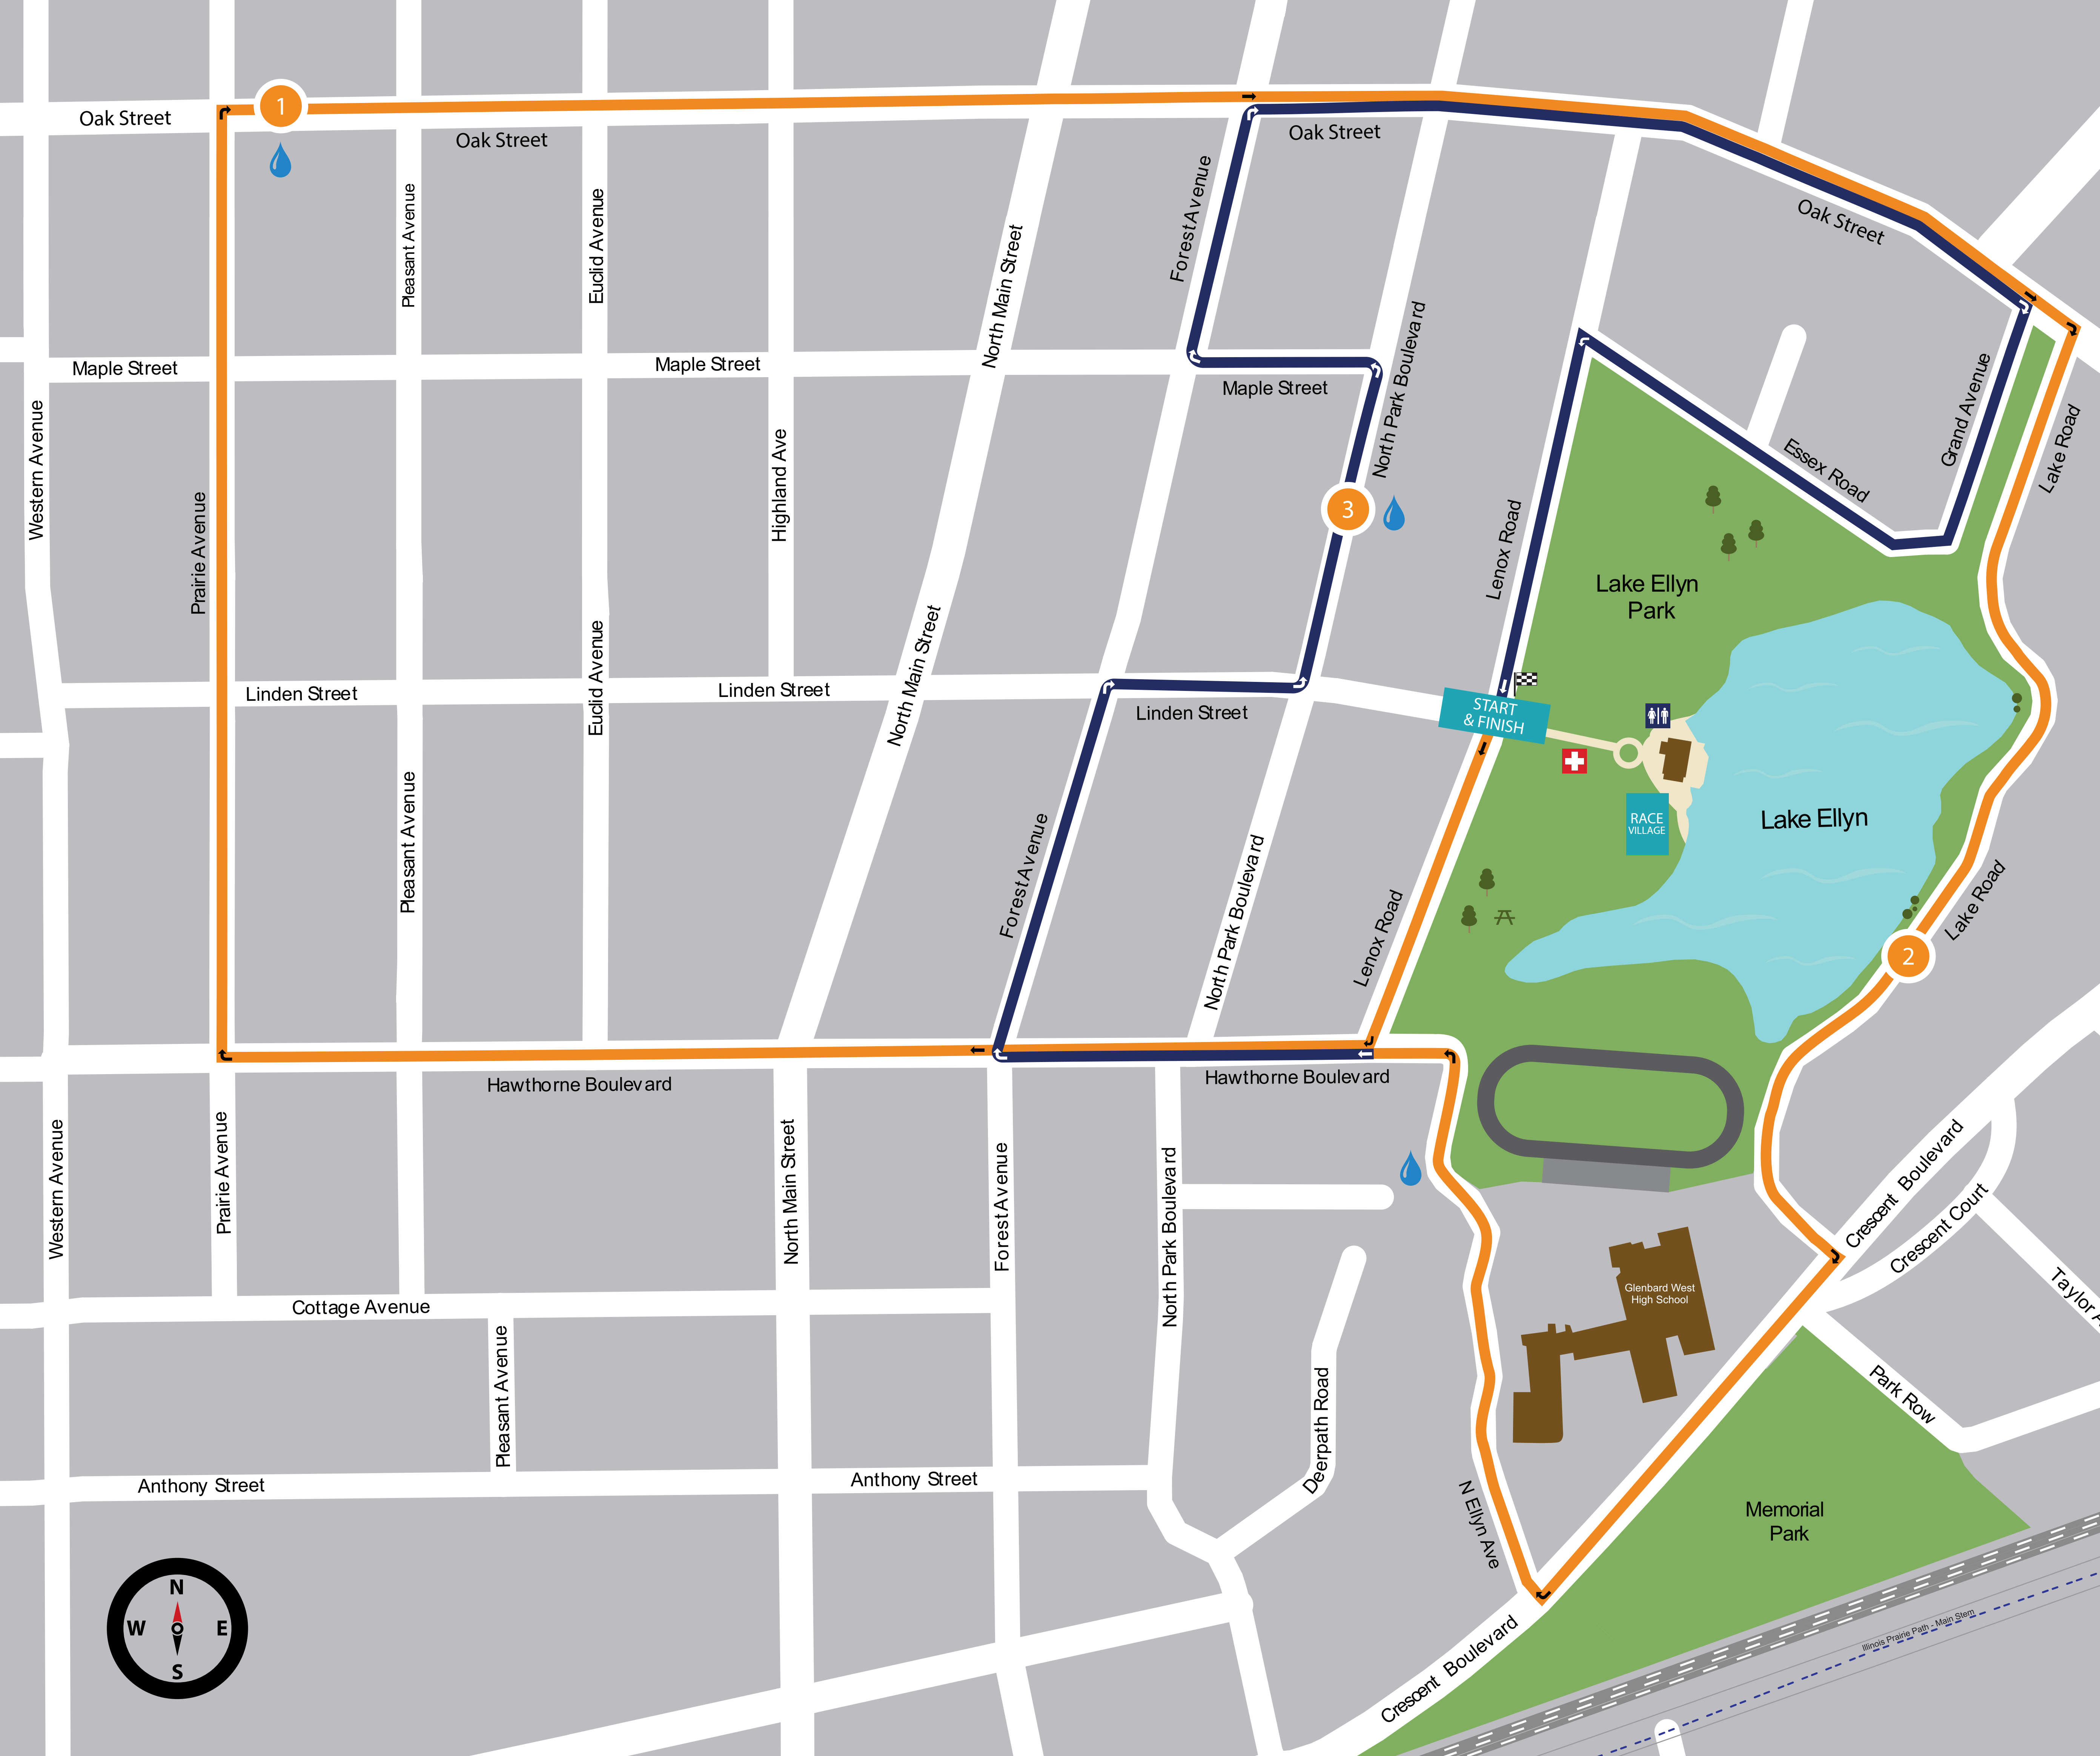 1
Oak Street
Oak Street
Oak Street
Oak Street
Pleasant Avenue
Euclid Avenue
Forest Avenue
North Main Street
North Park Boulevard
Maple Street
Maple Street
Maple Street
Grand Avenue
Lake Road
Essex Road
Western Avenue
Prairie Avenue
Highland Ave
3
Lenox Road
Lake Ellyn
Park
Euclid Avenue
North Main Street
Linden Street
Linden Street
Linden Street
START
& FINISH
RACE
VILLAGE
Lake Ellyn
Pleasant Avenue
Forest Avenue
North Park Boulevard
Lenox Road
Lake Road
2
Hawthorne Boulevard
Hawthorne Boulevard
Western Avenue
Prairie Avenue
North Main Street
Forest Avenue
North Park Boulevard
Crescent Boulevard
Crescent Court
Taylor A
Glenbard West
High School
Cottage Avenue
Pleasant Avenue
Deerpath Road
Park Row
Anthony Street
Anthony Street
N Ellyn Ave
Memorial
Park
N
W
E
S
Crescent Boulevard
Illinois Prairie Path - Main Stem